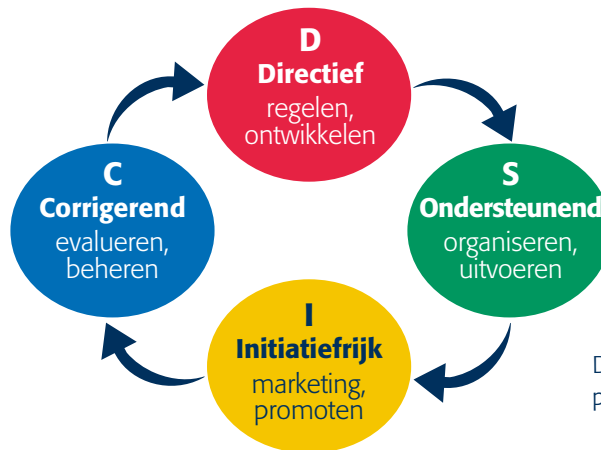 D
Directief
regelen,
ontwikkelen
S
Ondersteunend
organiseren,
uitvoeren
I
Initiatiefrijk
marketing,
promoten
C
Corrigerend
evalueren,
beheren